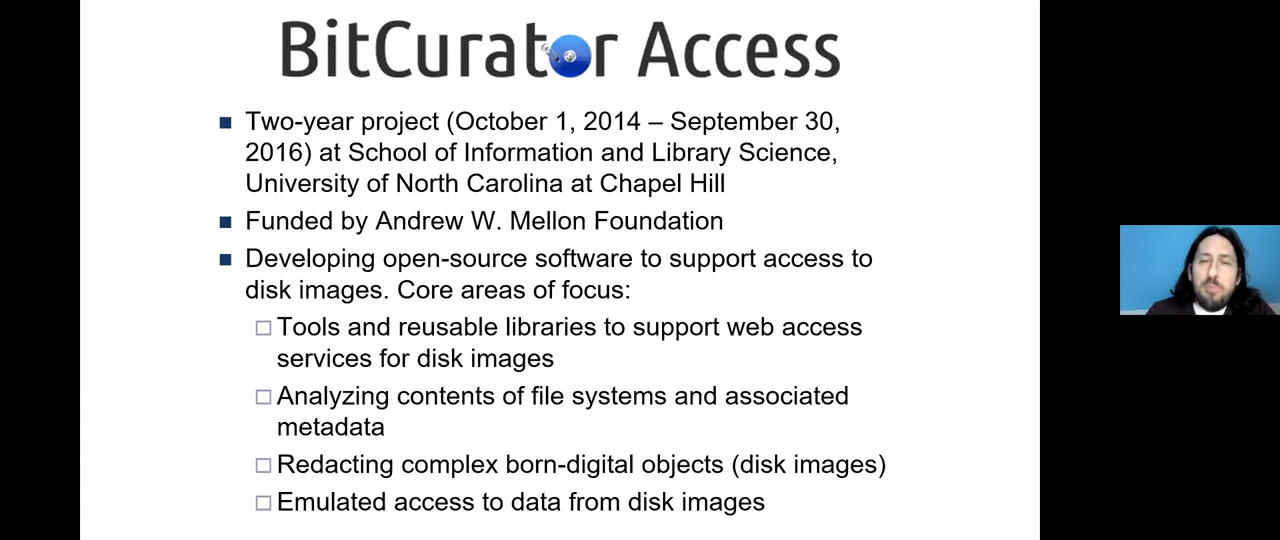 BitCurator Access
Two-year project (October 1, 2014 – September 30,
2016) at School of Information and Library Science,
University of North Carolina at Chapel Hill
Funded by Andrew W. Mellon Foundation
Developing open-source software to support access to
disk images. Core areas of focus:
Tools and reusable libraries to support web access
services for disk images
Analyzing contents of file systems and associated
metadata
Redacting complex born-digital objects (disk images)
Emulated access to data from disk images